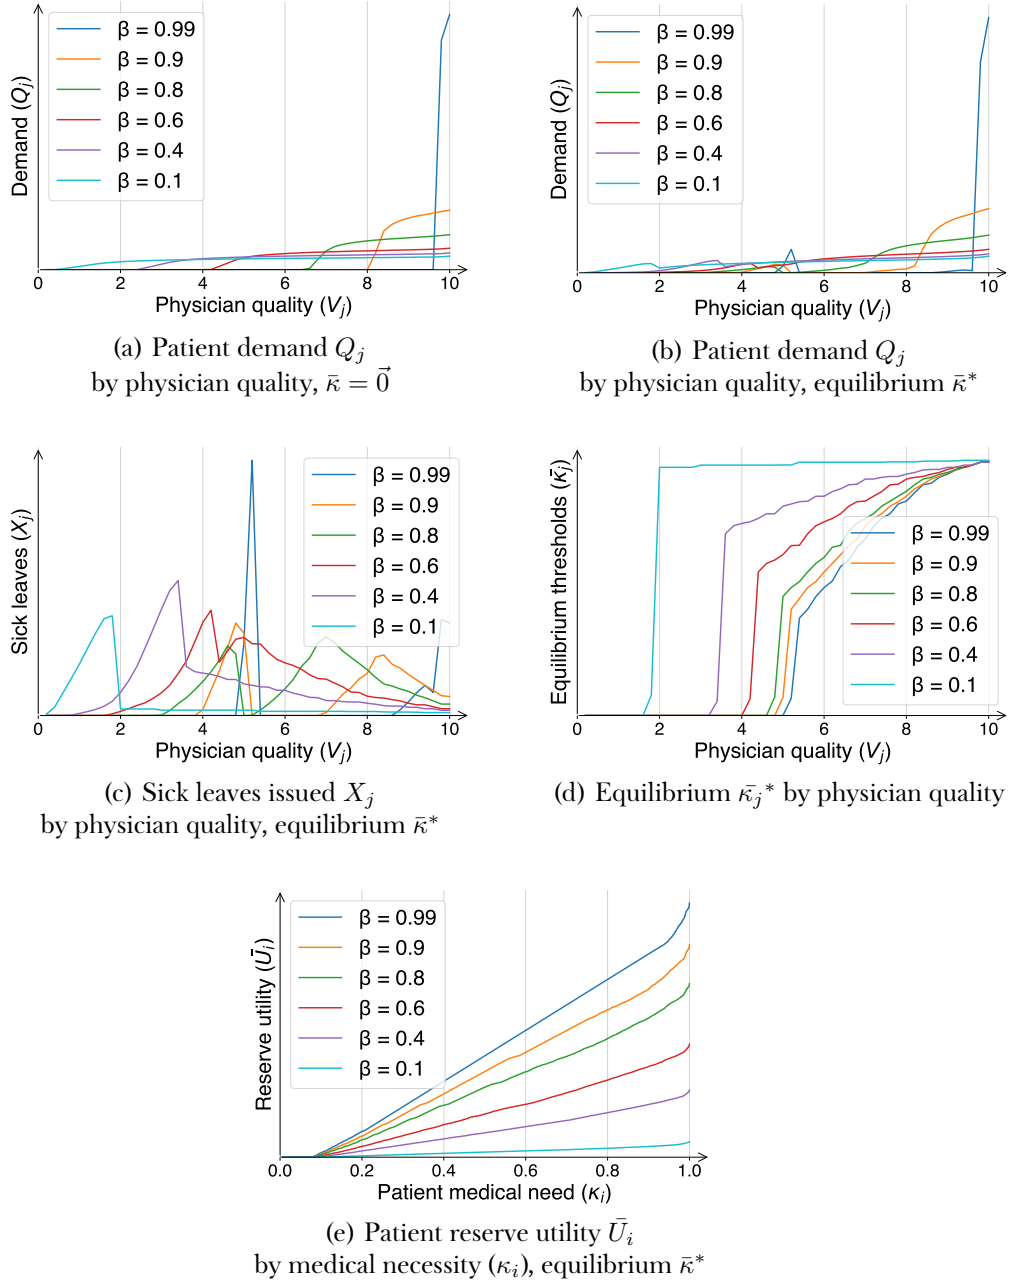 β = 0.99
β = 0.9
β = 0.8
β = 0.6
β = 0.4
β = 0.1
Demand (Qj)
0 2 4 6 8 10
Physician quality (Vj)
(a) Patient demand Qj
by physician quality, κ̄ = 0⃗
β = 0.99
β = 0.9
β = 0.8
β = 0.6
β = 0.4
β = 0.1
Demand (Qj)
0 2 4 6 8 10
Physician quality (Vj)
(b) Patient demand Qj
by physician quality, equilibrium κ̄*
β = 0.99
β = 0.9
β = 0.8
β = 0.6
β = 0.4
β = 0.1
Sick leaves (Xj)
0 2 4 6 8 10
Physician quality (Vj)
(c) Sick leaves issued Xj
by physician quality, equilibrium κ̄*
β = 0.99
β = 0.9
β = 0.8
β = 0.6
β = 0.4
β = 0.1
Equilibrium thresholds (κ̄j)
0 2 4 6 8 10
Physician quality (Vj)
(d) Equilibrium κ̄j* by physician quality
β = 0.99
β = 0.9
β = 0.8
β = 0.6
β = 0.4
β = 0.1
Reserve utility (Ūi)
0.0 0.2 0.4 0.6 0.8 1.0
Patient medical need (κi)
(e) Patient reserve utility Ūi
by medical necessity (κi), equilibrium κ̄*